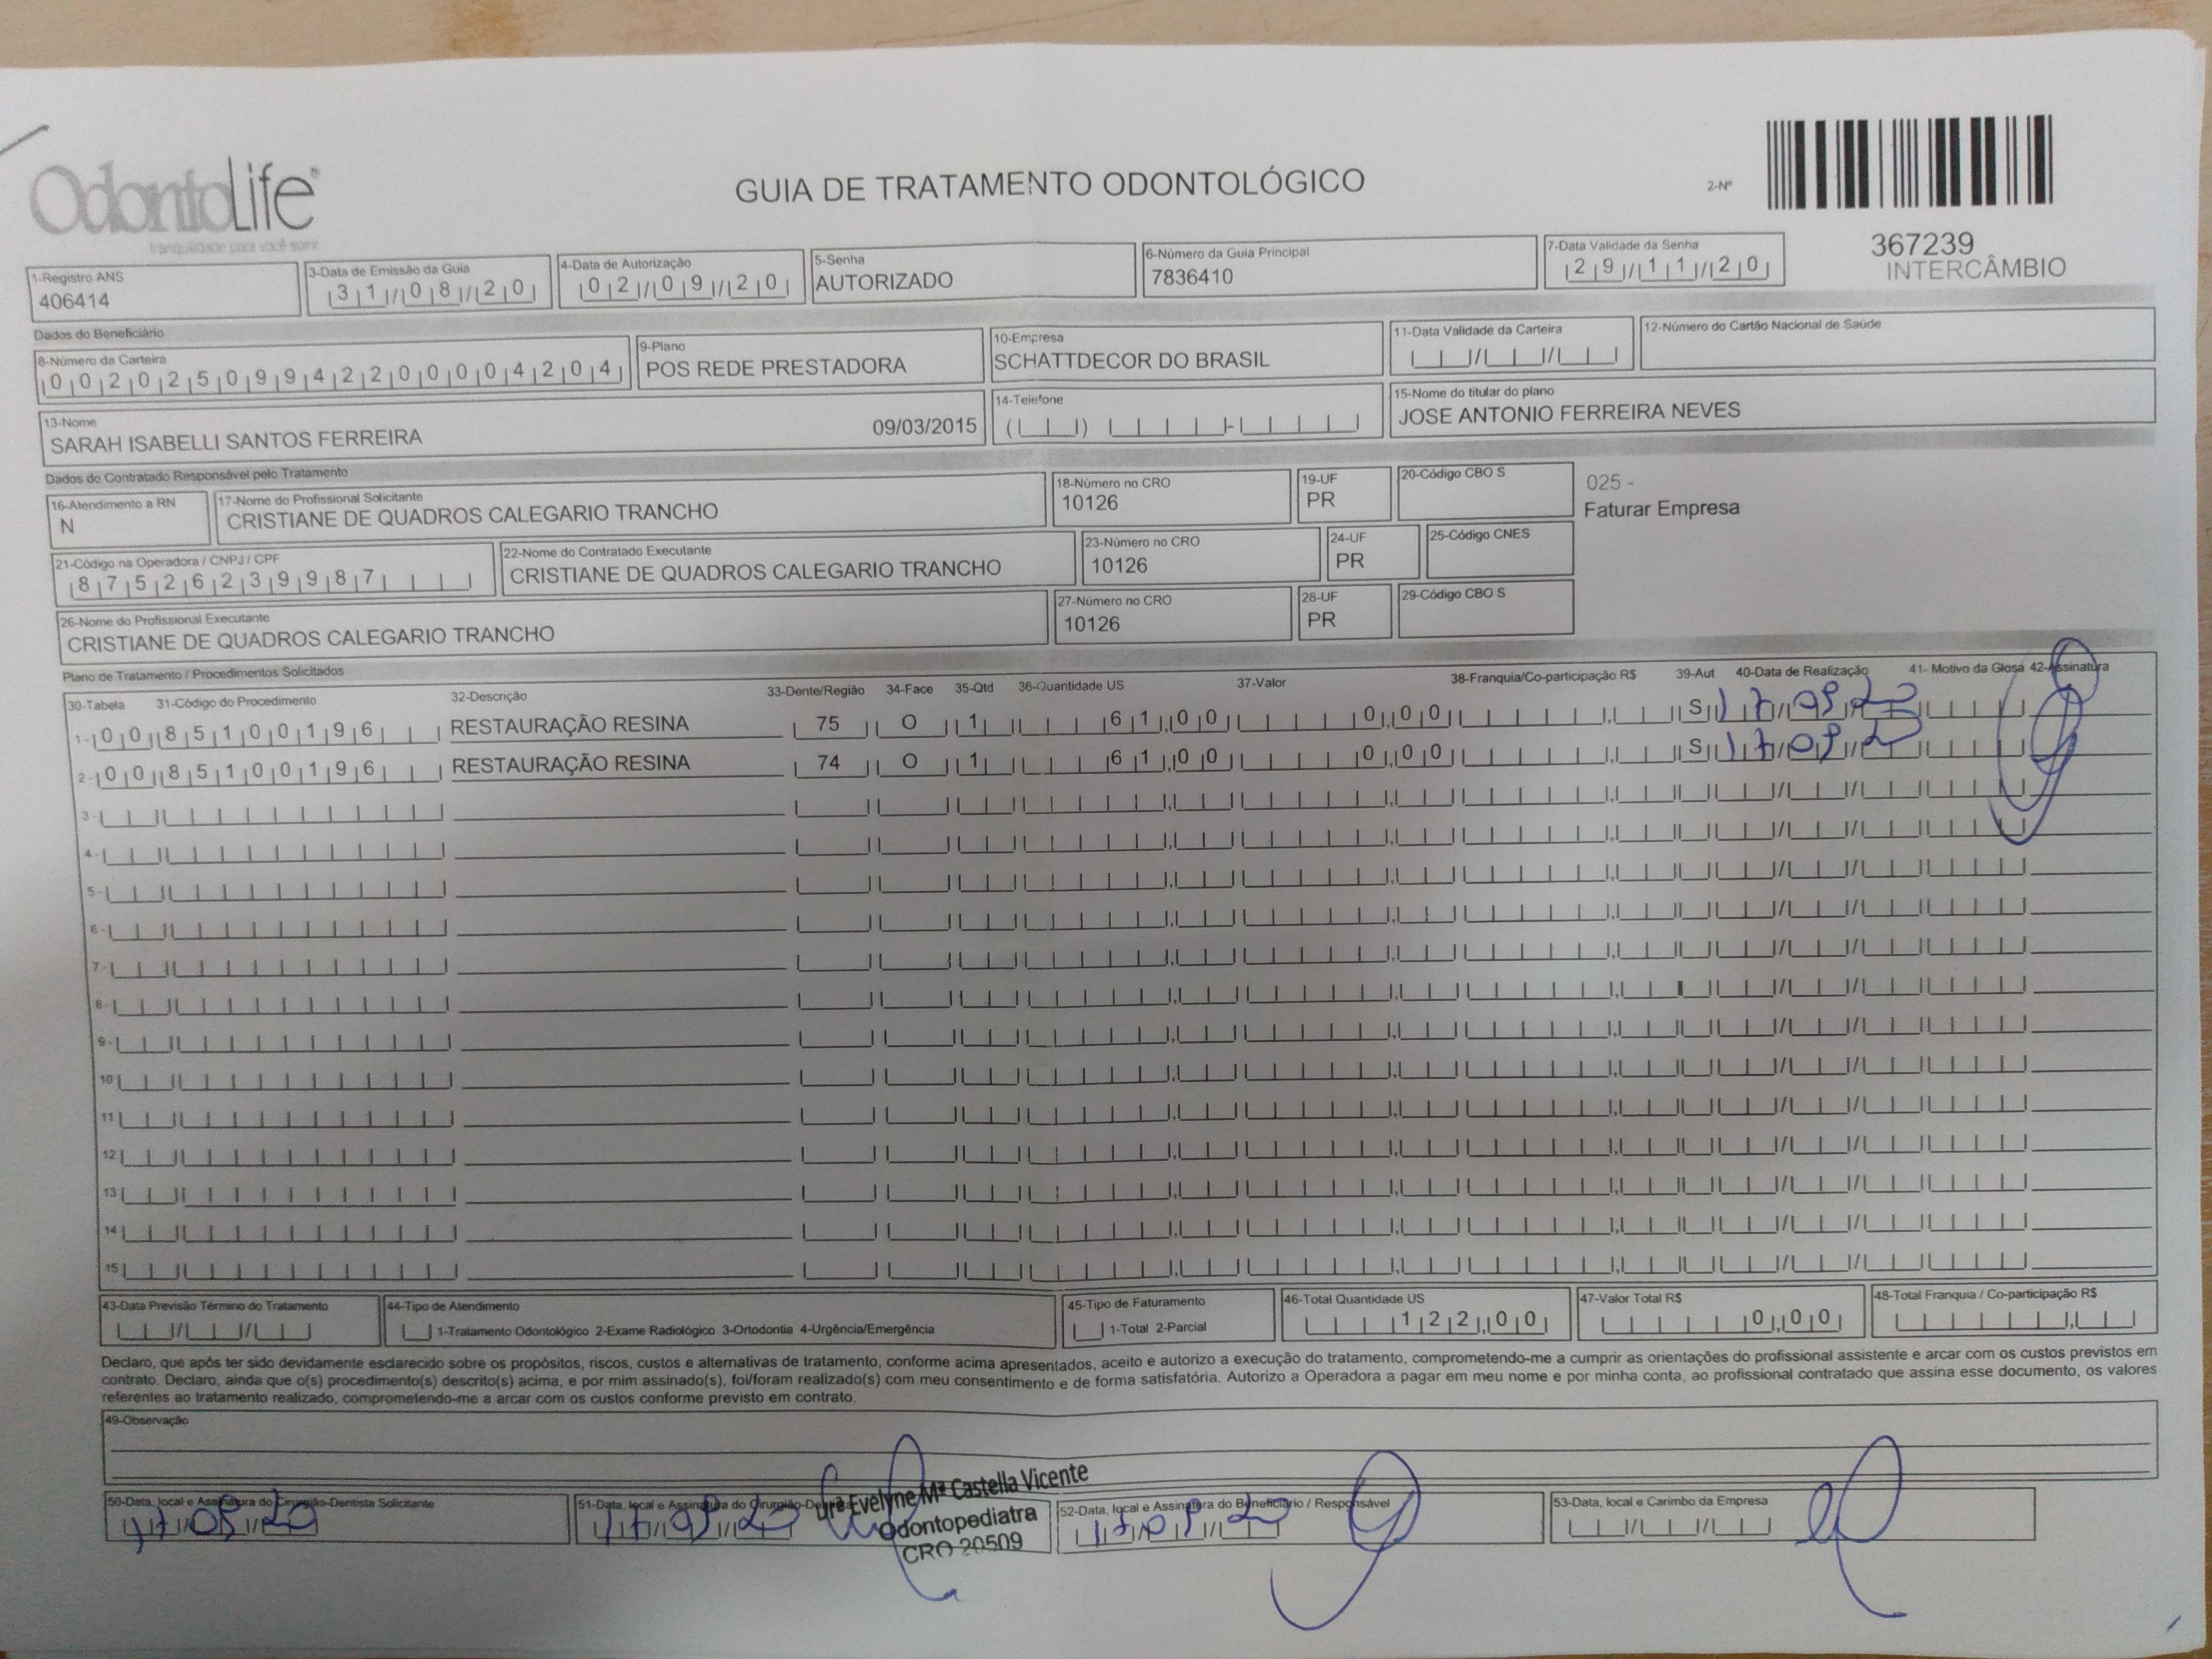 OdontoLife®
tranquilidade para você sorrir
GUIA DE TRATAMENTO ODONTOLÓGICO
2-Nº
367239
INTERCÂMBIO
1-Registro ANS
406414
3-Data de Emissão da Guia
31/08/20
4-Data de Autorização
02/09/20
5-Senha
AUTORIZADO
6-Número da Guia Principal
7836410
7-Data Validade da Senha
29/11/20
Dados do Beneficiário
8-Número da Carteira
00202509942200004204
9-Plano
POS REDE PRESTADORA
10-Empresa
SCHATTDECOR DO BRASIL
11-Data Validade da Carteira
12-Número do Cartão Nacional de Saúde
13-Nome
SARAH ISABELLI SANTOS FERREIRA 09/03/2015
14-Telefone
15-Nome do titular do plano
JOSE ANTONIO FERREIRA NEVES
Dados do Contratado Responsável pelo Tratamento
16-Atendimento a RN
N
17-Nome do Profissional Solicitante
CRISTIANE DE QUADROS CALEGARIO TRANCHO
18-Número no CRO
10126
19-UF
PR
20-Código CBO S
025 -
Faturar Empresa
21-Código na Operadora / CNPJ / CPF
87526239987
22-Nome do Contratado Executante
CRISTIANE DE QUADROS CALEGARIO TRANCHO
23-Número no CRO
10126
24-UF
PR
25-Código CNES
26-Nome do Profissional Executante
CRISTIANE DE QUADROS CALEGARIO TRANCHO
27-Número no CRO
10126
28-UF
PR
29-Código CBO S
Plano de Tratamento / Procedimentos Solicitados
30-Tabela 31-Código do Procedimento 32-Descrição 33-Dente/Região 34-Face 35-Qtd 36-Quantidade US 37-Valor 38-Franquia/Co-participação R$ 39-Aut 40-Data de Realização 41- Motivo da Glosa 42-Assinatura
1- 00 85100196 RESTAURAÇÃO RESINA 75 O 1 61,00 0,00 S 17/09/20
2- 00 85100196 RESTAURAÇÃO RESINA 74 O 1 61,00 0,00 S 17/09/20
3-
4-
5-
6-
7-
8-
9-
10
11
12
13
14
15
43-Data Previsão Término do Tratamento
44-Tipo de Atendimento
1-Tratamento Odontológico 2-Exame Radiológico 3-Ortodontia 4-Urgência/Emergência
45-Tipo de Faturamento
1-Total 2-Parcial
46-Total Quantidade US
122,00
47-Valor Total R$
0,00
48-Total Franquia / Co-participação R$
Declaro, que após ter sido devidamente esclarecido sobre os propósitos, riscos, custos e alternativas de tratamento, conforme acima apresentados, aceito e autorizo a execução do tratamento, comprometendo-me a cumprir as orientações do profissional assistente e arcar com os custos previstos em
contrato. Declaro, ainda que o(s) procedimento(s) descrito(s) acima, e por mim assinado(s), foi/foram realizado(s) com meu consentimento e de forma satisfatória. Autorizo a Operadora a pagar em meu nome e por minha conta, ao profissional contratado que assina esse documento, os valores
referentes ao tratamento realizado, comprometendo-me a arcar com os custos conforme previsto em contrato.
49-Observação
50-Data, local e Assinatura do Cirurgião-Dentista Solicitante
17/09/20
51-Data, local e Assinatura do Cirurgião-
17/09/20
Drª Evelyne Mª Castella Vicente
Odontopediatra
CRO 20509
52-Data, local e Assinatura do Beneficiário / Responsável
17/09/20
53-Data, local e Carimbo da Empresa